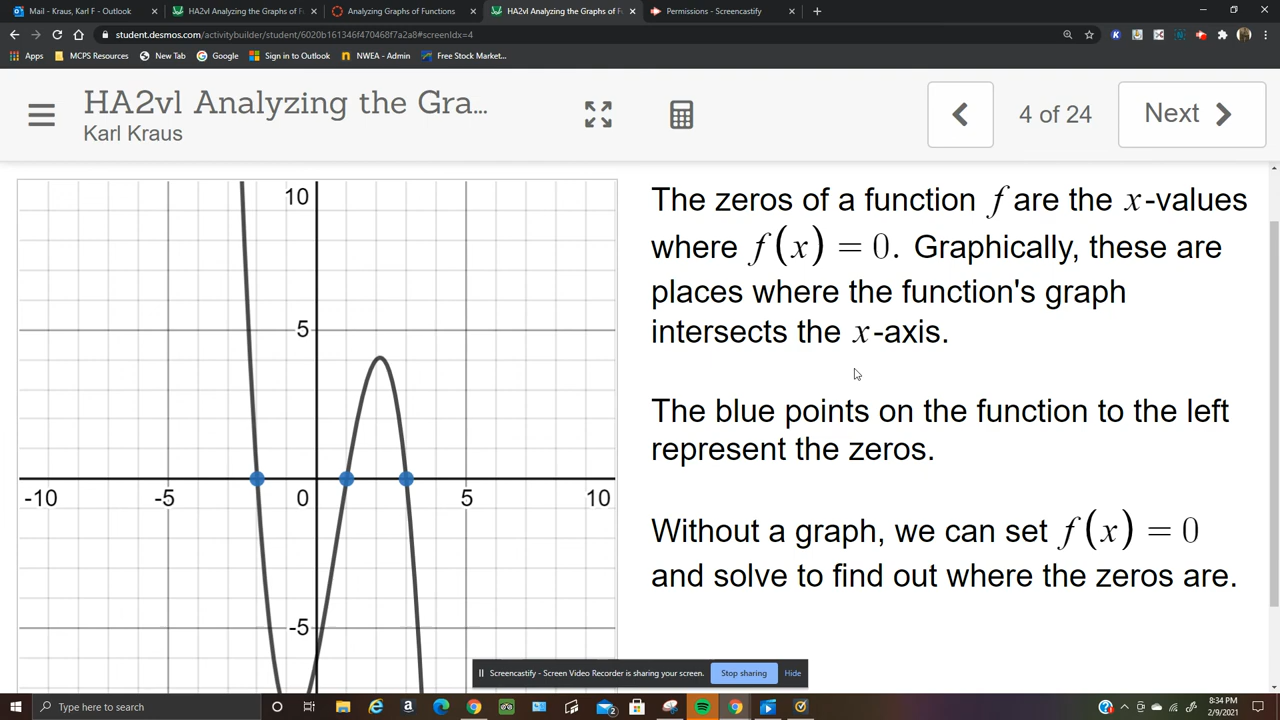 Mail - Kraus, Karl F - Outlook
HA2vl Analyzing the Graphs of F
Analyzing Graphs of Functions
HA2vl Analyzing the Graphs of F
Permissions - Screencastify
student.desmos.com/activitybuilder/student/6020b161346f470468f7a2a8#screenIdx=4
Apps
MCPS Resources
New Tab
Google
Sign in to Outlook
NWEA - Admin
Free Stock Market...
HA2vl Analyzing the Gra...
Karl Kraus
4 of 24
Next
10
5
-10 -5 0 5 10
-5
The zeros of a function f are the x-values
where f(x) = 0. Graphically, these are
places where the function's graph
intersects the x-axis.
The blue points on the function to the left
represent the zeros.
Without a graph, we can set f(x) = 0
and solve to find out where the zeros are.
Screencastify - Screen Video Recorder is sharing your screen.
Stop sharing
Hide
Type here to search
8:34 PM
2/9/2021